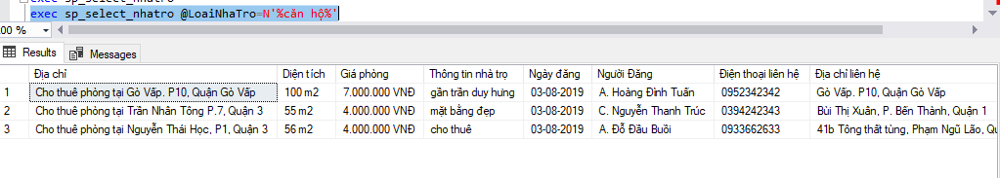 exec sp_select_nhatro @LoaiNhaTro=N'%căn hộ%'
00 %
Results Messages
Địa chỉ Diện tích Giá phòng Thông tin nhà trọ Ngày đăng Người Đăng Điện thoại liên hệ Địa chỉ liên hệ
1 Cho thuê phòng tại Gò Vấp. P10, Quận Gò Vấp 100 m2 7.000.000 VNĐ gần trần duy hưng 03-08-2019 A. Hoàng Đình Tuấn 0952342342 Gò Vấp. P10, Quận Gò Vấp
2 Cho thuê phòng tại Trần Nhân Tông P.7, Quận 3 55 m2 4.000.000 VNĐ mặt bằng đẹp 03-08-2019 C. Nguyễn Thanh Trúc 0394242343 Bùi Thị Xuân, P. Bến Thành, Quận 1
3 Cho thuê phòng tại Nguyễn Thái Học, P1, Quận 3 56 m2 4.000.000 VNĐ cho thuê 03-08-2019 A. Đỗ Đầu Buồi 0933662633 41b Tông thất tùng, Phạm Ngũ Lão,